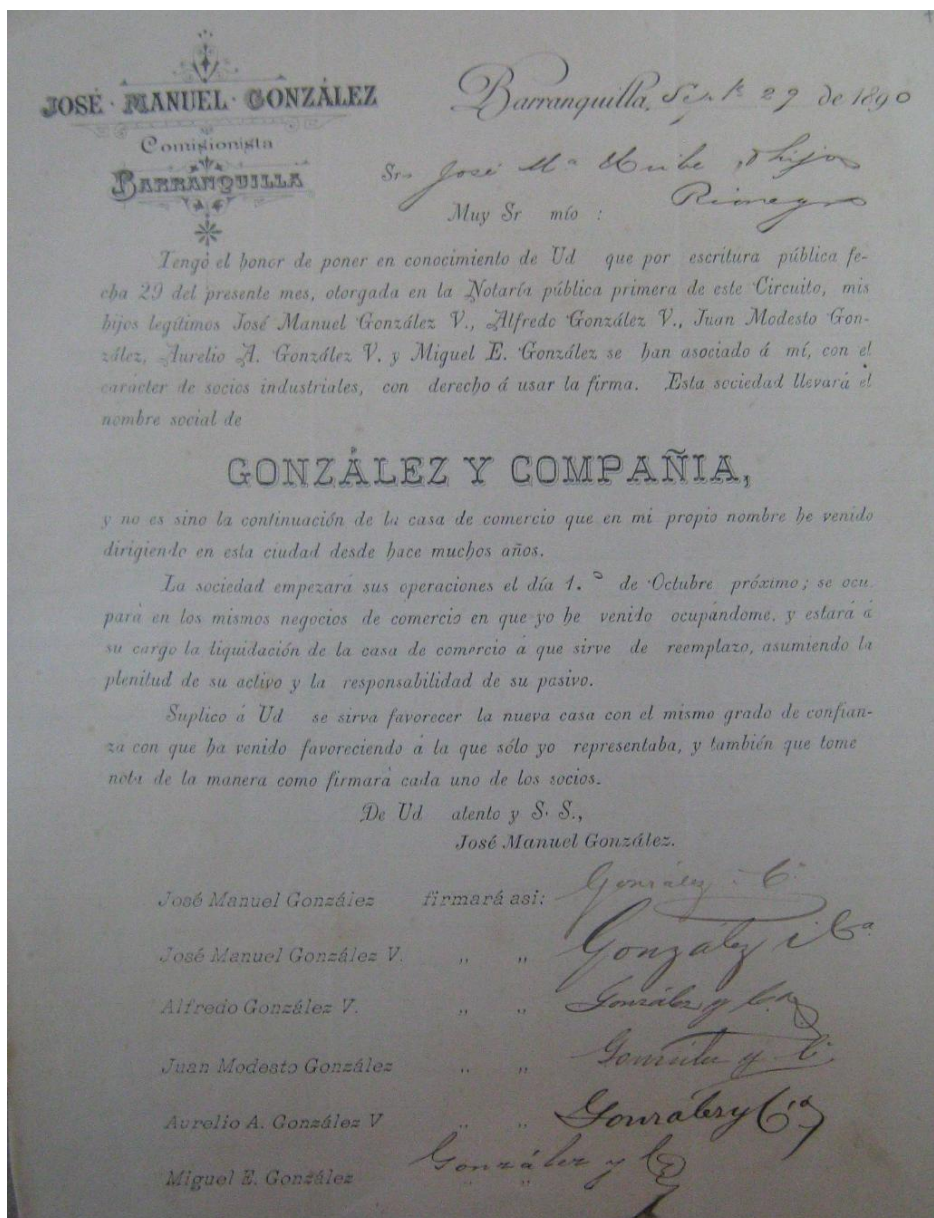 JOSÉ · MANUEL · GONZÁLEZ
Comisionista
BARRANQUILLA
Barranquilla, Sep.bre 29 de 1890
Sr. José Ma Uribe é hijos
Rionegro
Muy Sr mío :
Tengo el honor de poner en conocimiento de Ud que por escritura pública fe-
cha 29 del presente mes, otorgada en la Notaría pública primera de este Circuito, mis
hijos legítimos José Manuel González V., Alfredo González V., Juan Modesto Gon-
zález, Aurelio A. González V. y Miguel E. González se han asociado á mí, con el
carácter de socios industriales, con derecho á usar la firma. Esta sociedad llevará el
nombre social de
GONZÁLEZ Y COMPAÑIA,
y no es sino la continuación de la casa de comercio que en mi propio nombre he venido
dirigiendo en esta ciudad desde hace muchos años.
La sociedad empezará sus operaciones el día 1.º de Octubre próximo; se ocu
pará en los mismos negocios de comercio en que yo he venido ocupándome, y estará á
su cargo la liquidación de la casa de comercio á que sirve de reemplazo, asumiendo la
plenitud de su activo y la responsabilidad de su pasivo.
Suplico á Ud se sirva favorecer la nueva casa con el mismo grado de confian-
za con que ha venido favoreciendo á la que sólo yo representaba, y también que tome
nota de la manera como firmará cada uno de los socios.
De Ud atento y S. S.,
José Manuel González.
José Manuel González firmará asi: González i Cª
José Manuel González V. „ „ González i Cª
Alfredo González V. „ „ González y Cía
Juan Modesto González „ „ González y Cª
Aurelio A. González V „ „ González y Cía
Miguel E. González „ „ González y Cª